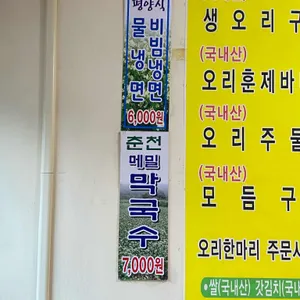 평양식
물냉면
비빔냉면
6,000원
춘천
메밀
막국수
7,000원
생오리구
(국내산)
오리훈제바
(국내산)
오리주물
(국내산)
모듬구
오리한마리 주문시
•쌀(국내산) 갓김치(국내